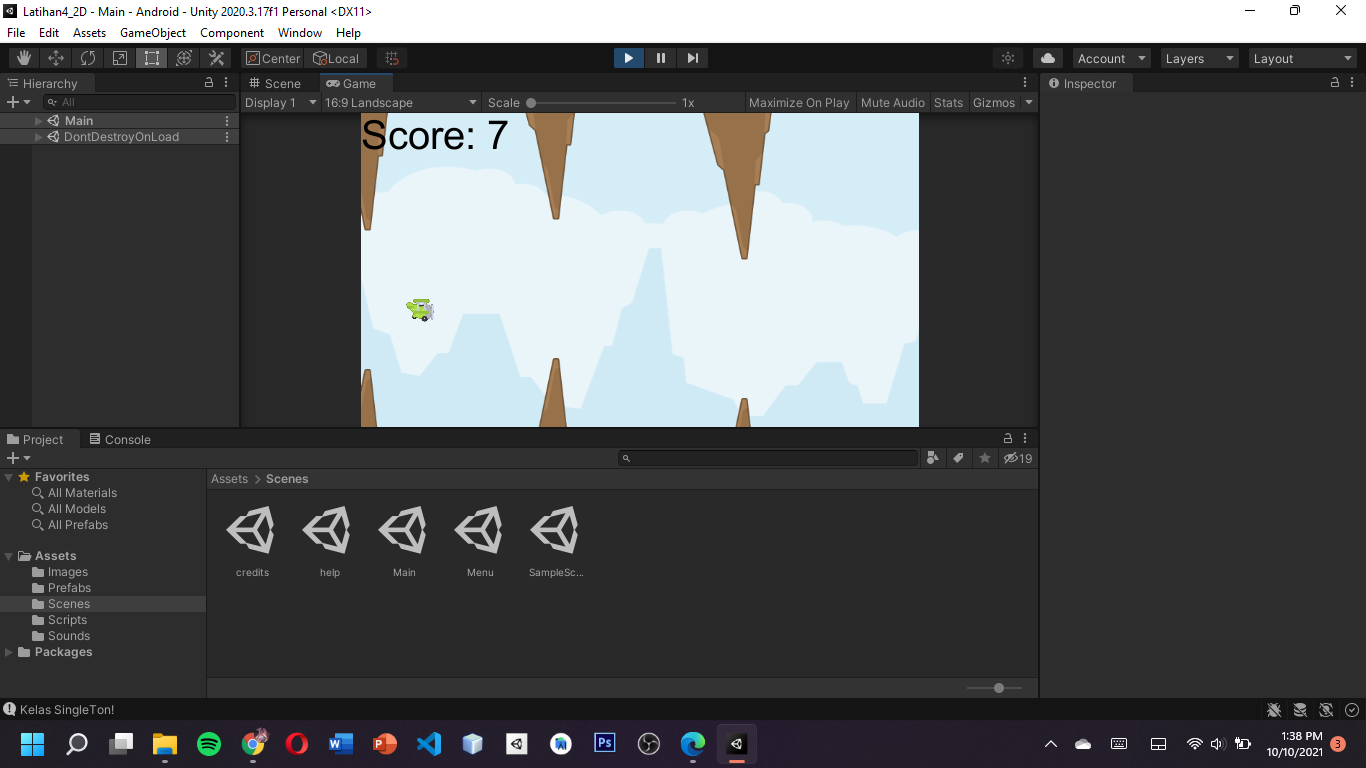 Latihan4_2D - Main - Android - Unity 2020.3.17f1 Personal <DX11>
File Edit Assets GameObject Component Window Help
Center Local Account Layers Layout
Hierarchy Scene Game Inspector
All Display 1 16:9 Landscape Scale 1x Maximize On Play Mute Audio Stats Gizmos
Main
DontDestroyOnLoad
Score: 7
Project Console
19
Favorites
All Materials
All Models
All Prefabs
Assets
Images
Prefabs
Scenes
Scripts
Sounds
Packages
Assets > Scenes
credits help Main Menu SampleSc...
Kelas SingleTon!
W P Ps
1:38 PM
10/10/2021 3